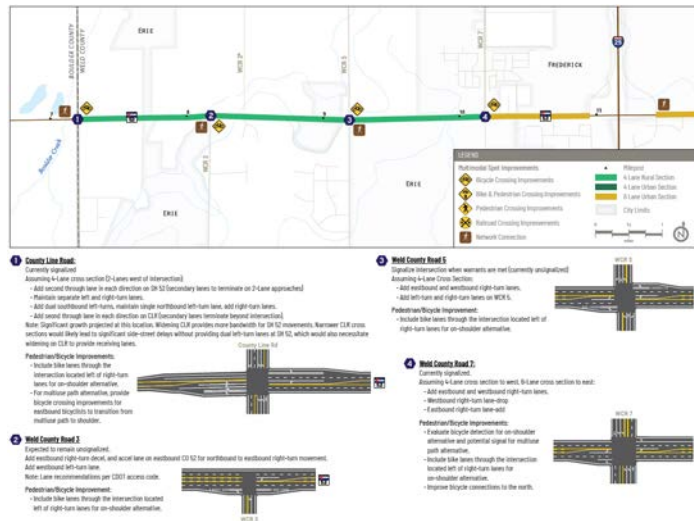 ERIE
BOULDER COUNTY
WELD COUNTY
WCR 5
WCR 7
25
FREDERICK
Boulder Creek
1
2
3
4
52
WCR 3
ERIE
ERIE
LEGEND
Multimodal Spot Improvements
Bicycle Crossing Improvements
Bike & Pedestrian Crossing Improvements
Pedestrian Crossing Improvements
Railroad Crossing Improvements
Network Connection
Milepost
4-Lane Rural Section
4-Lane Urban Section
6-Lane Urban Section
City Limits
1 County Line Road:
Currently signalized
Assuming 4-Lane cross section (2-Lanes west of intersection):
- Add second through lane in each direction on SH 52 (secondary lanes to terminate on 2-Lane approaches)
- Maintain separate left and right-turn lanes.
- Add dual southbound left-turns, maintain single northbound left-turn lane, add right-turn lanes.
- Add second through lane in each direction on CLR (secondary lanes terminate beyond intersection).
Note: Significant growth projected at this location. Widening CLR provides more bandwidth for SH 52 movements. Narrower CLR cross
sections would likely lead to significant side-street delays without providing dual left-turn lanes at SH 52, which would also necessitate
widening on CLR to provide receiving lanes.
Pedestrian/Bicycle Improvements:
- Include bike lanes through the
intersection located left of right-turn
lanes for on-shoulder alternative.
- For multiuse path alternative, provide
bicycle crossing improvements for
eastbound bicyclists to transition from
multiuse path to shoulder.
County Line Rd
2 Weld County Road 3
Expected to remain unsignalized.
Add eastbound right-turn decel, and accel lane on eastbound CO 52 for northbound to eastbound right-turn movement.
Add westbound left-turn lane.
Note: Lane recommendations per CDOT access code.
Pedestrian/Bicycle Improvement:
- Include bike lanes through the intersection located
left of right-turn lanes for on-shoulder alternative.
WCR 3
3 Weld County Road 5
Signalize intersection when warrants are met (currently unsignalized)
Assuming 4-Lane Cross Section:
- Add eastbound and westbound right-turn lanes.
- Add left-turn and right-turn lanes on WCR 5.
Pedestrian/Bicycle Improvement:
- Include bike lanes through the
intersection located left of
right-turn lanes for on-shoulder
alternative.
WCR 5
4 Weld County Road 7:
Currently signalized.
Assuming 4-Lane cross section to west, 6-Lane cross section to east:
- Add eastbound and westbound right-turn lanes.
- Westbound right-turn lane-drop
- Eastbound right-turn lane-add
Pedestrian/Bicycle Improvements:
- Evaluate bicycle detection for on-shoulder
alternative and potential signal for multiuse
path alternative.
- Include bike lanes through the intersection
located left of right-turn lanes for
on-shoulder alternative.
- Improve bicycle connections to the north.
WCR 7